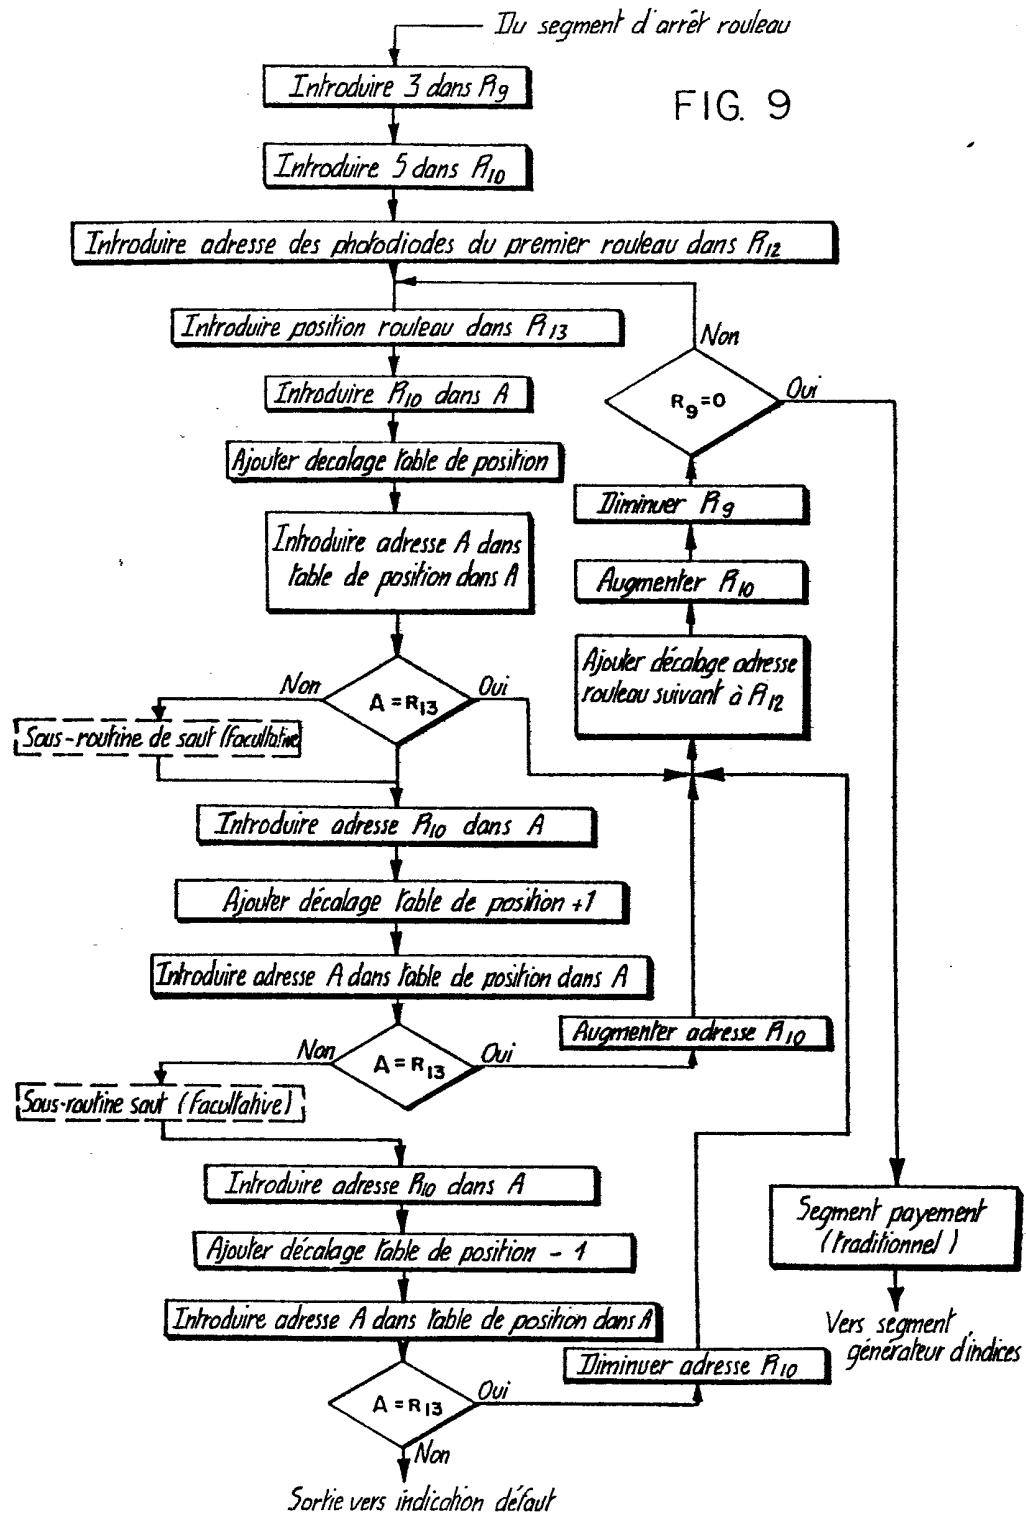 Du segment d'arrêt rouleau
FIG. 9
Introduire 3 dans R9
Introduire 5 dans R10
Introduire adresse des photodiodes du premier rouleau dans R12
Introduire position rouleau dans R13
Introduire R10 dans A
Ajouter decalage table de position
Introduire adresse A dans
table de position dans A
Non
A = R13
Oui
Sous-routine de saut (facultative
Introduire adresse R10 dans A
Ajouter décalage table de position +1
Introduire adresse A dans table de position dans A
Non
A = R13
Oui
Sous-routine saut (facultative)
Introduire adresse R10 dans A
Ajouter décalage table de position - 1
Introduire adresse A dans table de position dans A
A = R13
Oui
Non
Sortie vers indication défaut
Diminuer adresse R10
Augmenter adresse R10
Ajouter décalage adresse
rouleau suivant à R12
Augmenter R10
Diminuer R9
R9=0
Non
Oui
Segment payement
(traditionnel)
Vers segment
générateur d'indices